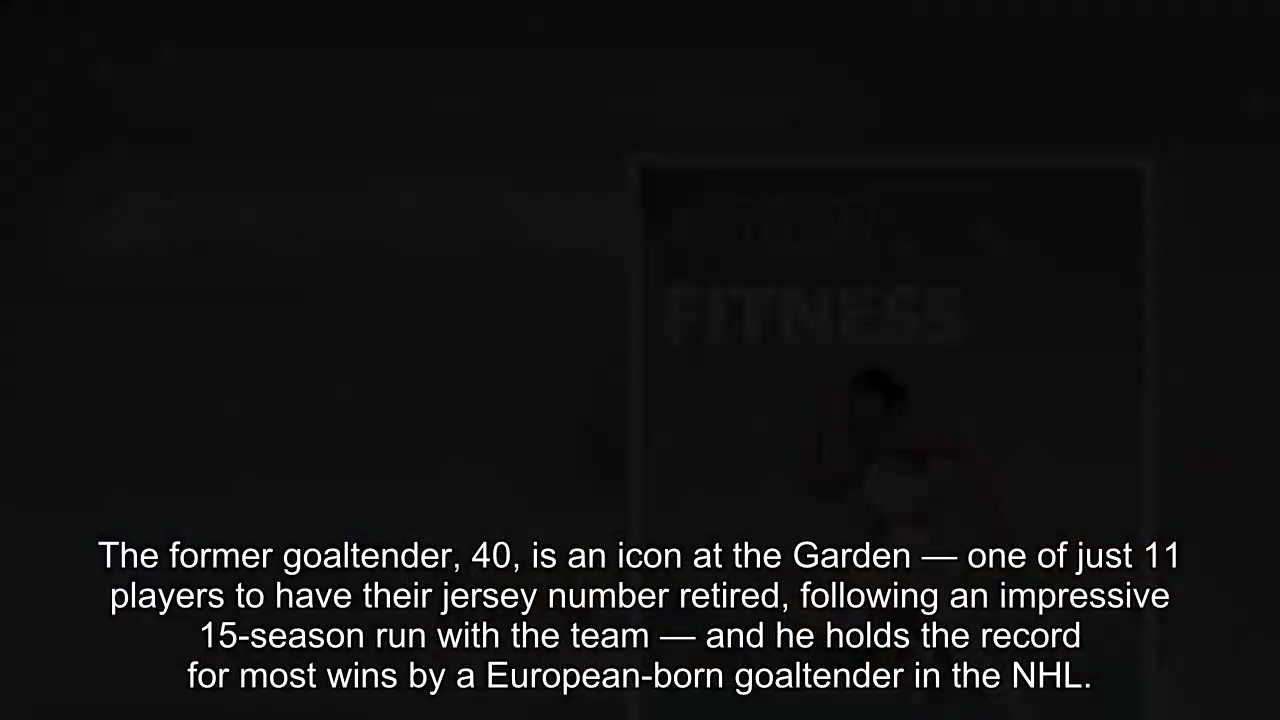 FITNESS
The former goaltender, 40, is an icon at the Garden — one of just 11
players to have their jersey number retired, following an impressive
15-season run with the team — and he holds the record
for most wins by a European-born goaltender in the NHL.